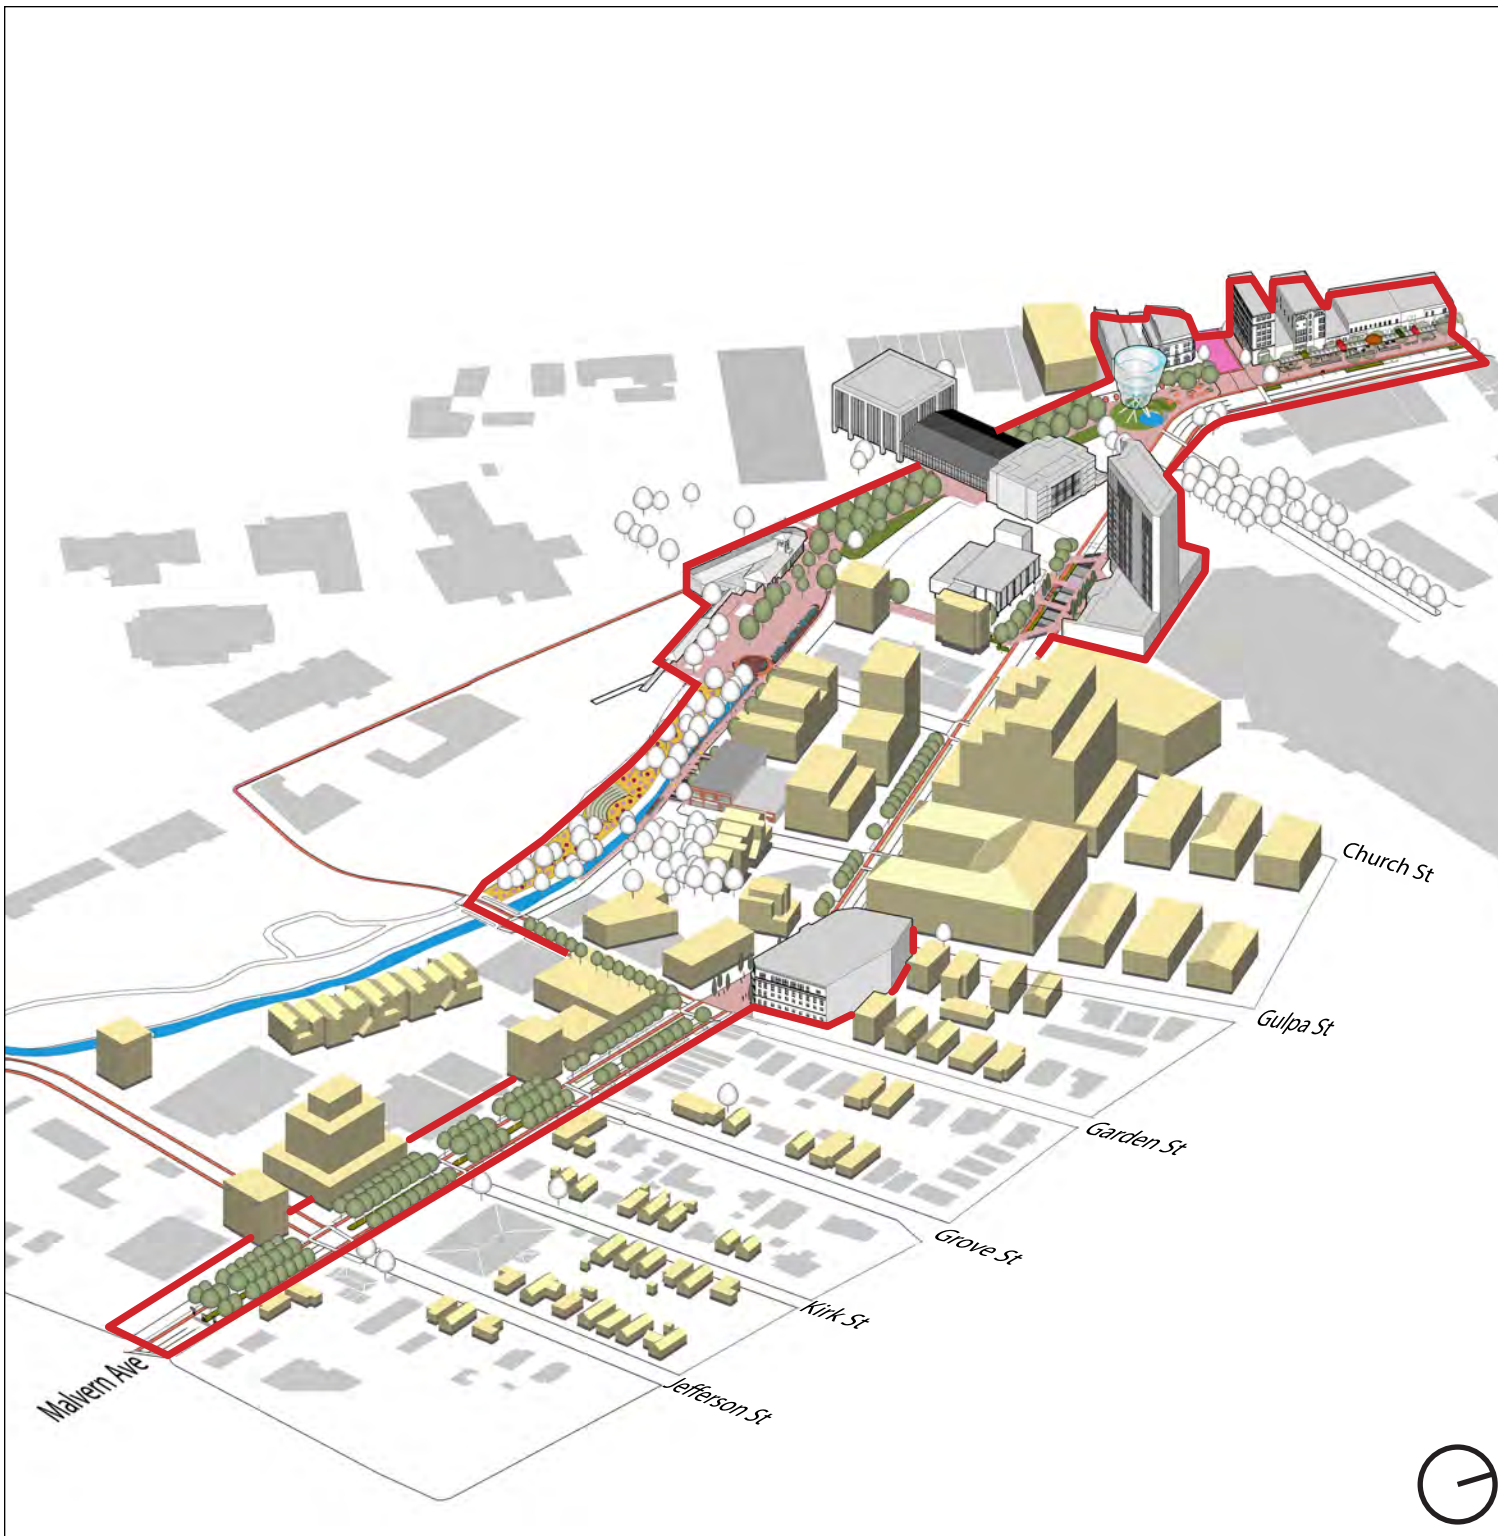 Church St
Gulpa St
Garden St
Grove St
Kirk St
Jefferson St
Malvern Ave